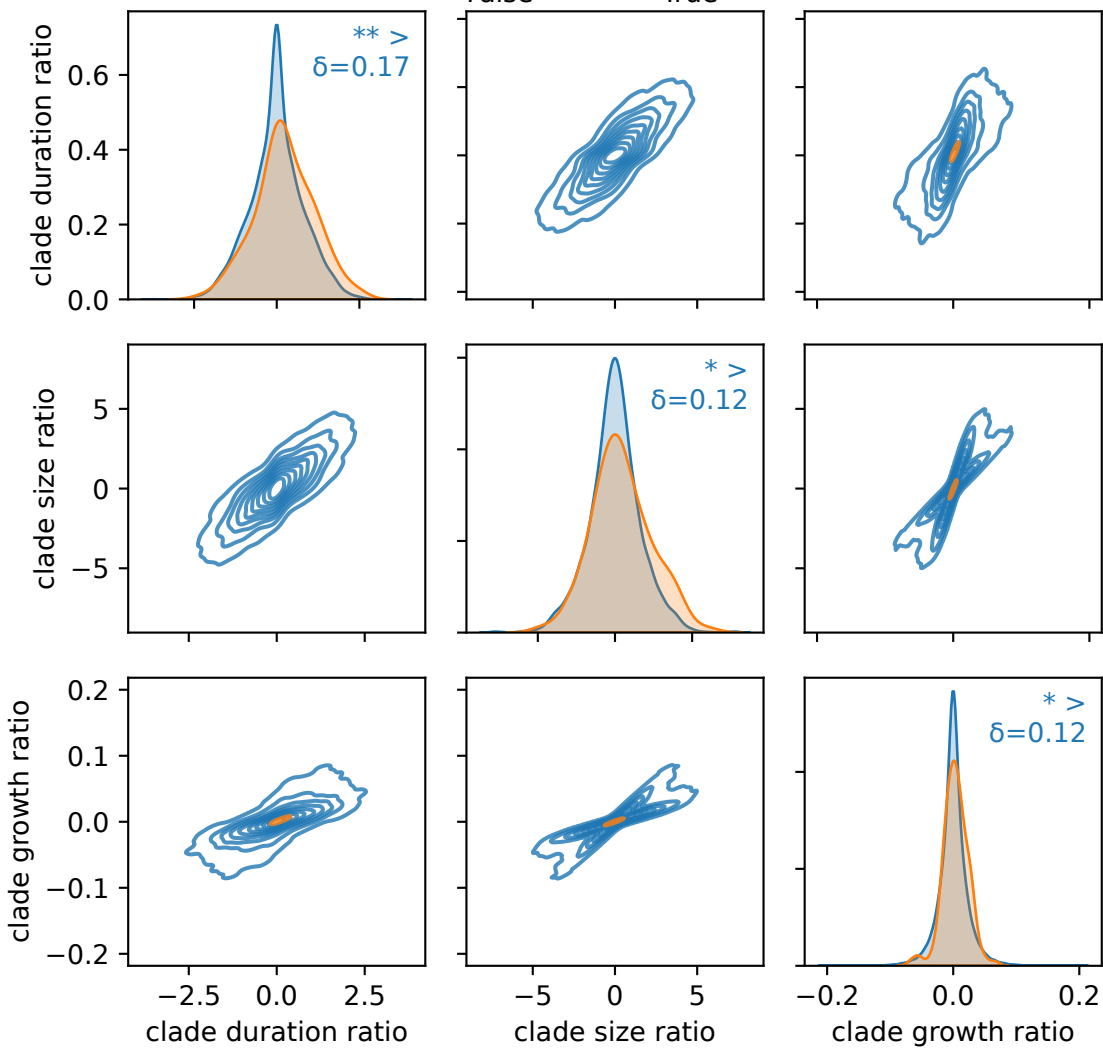 clade duration ratio
0.6
0.4
0.2
0.0
** >
δ=0.17
clade size ratio
5
0
−5
* >
δ=0.12
clade growth ratio
0.2
0.1
0.0
−0.1
−0.2
* >
δ=0.12
−2.5 0.0 2.5
−5 0 5
−0.2 0.0 0.2
clade duration ratio
clade size ratio
clade growth ratio